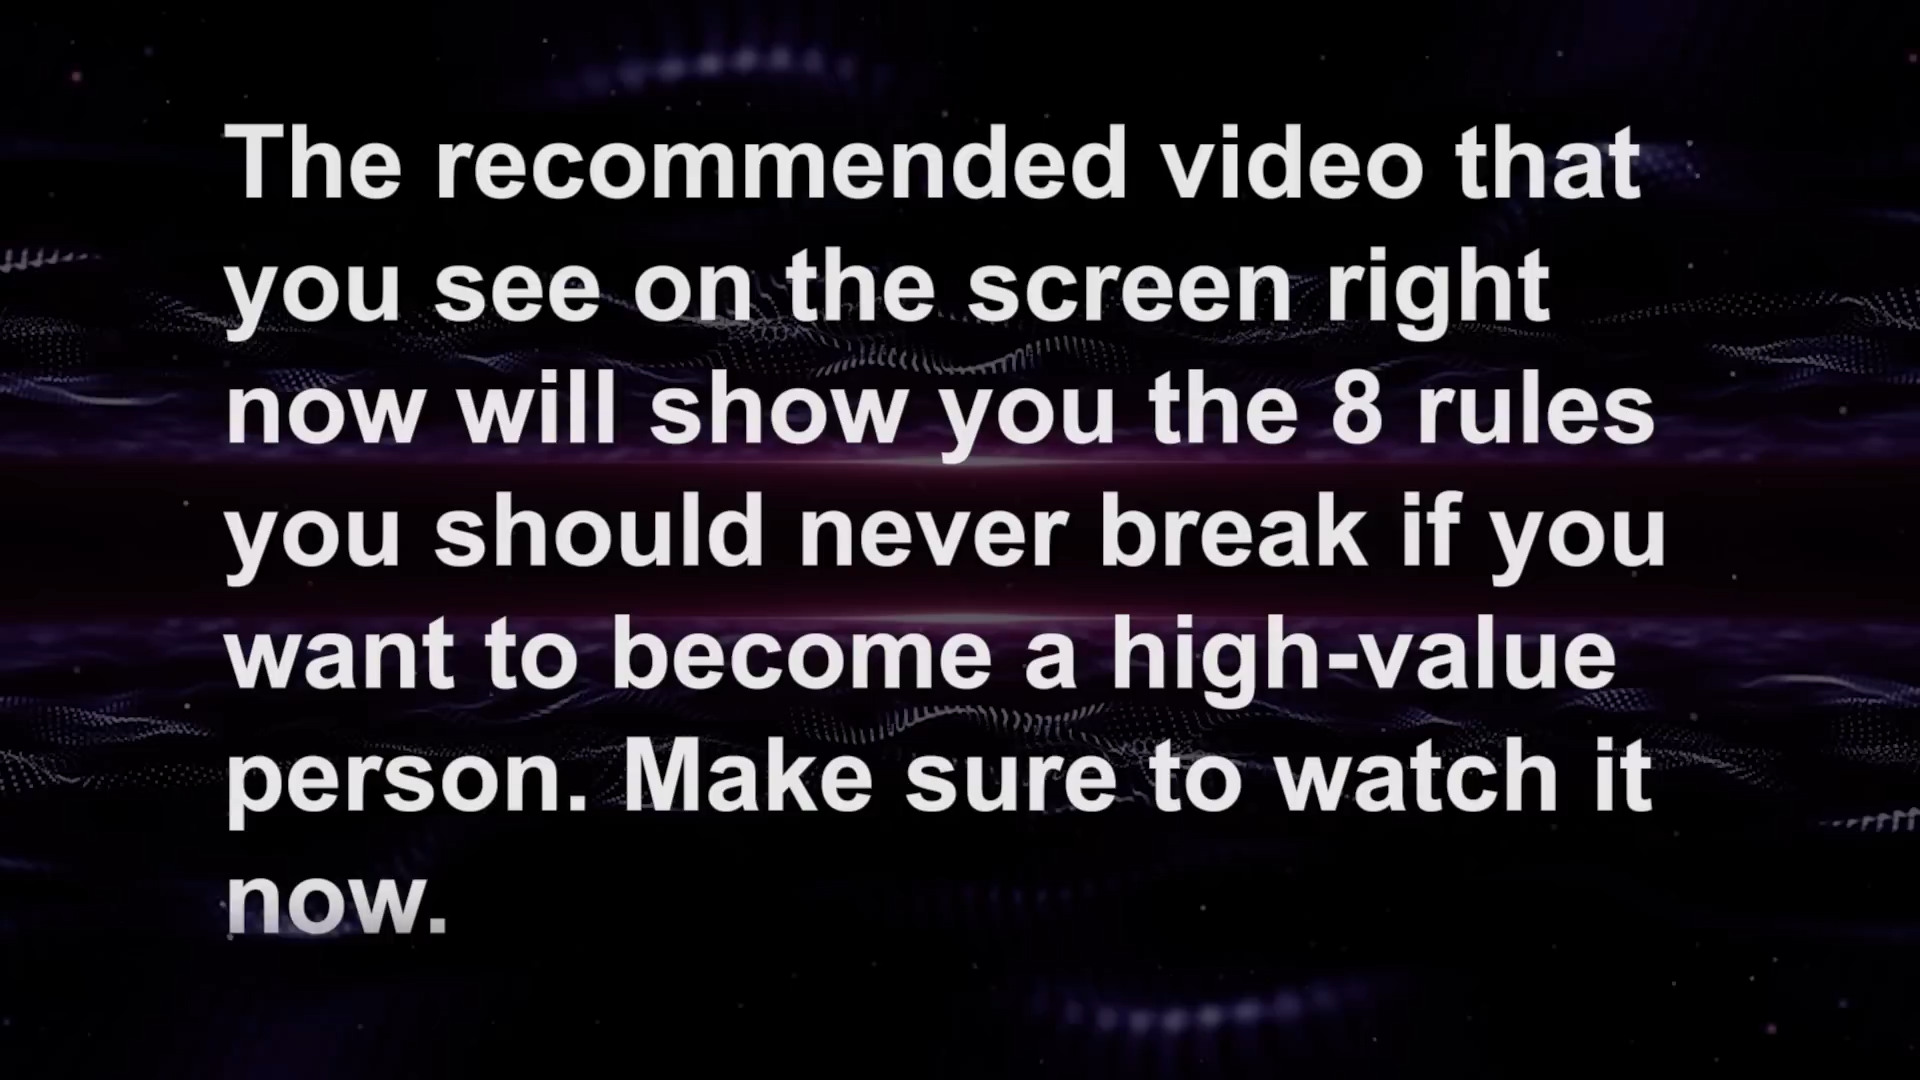 The recommended video that
you see on the screen right
now will show you the 8 rules
you should never break if you
want to become a high-value
person. Make sure to watch it
now.